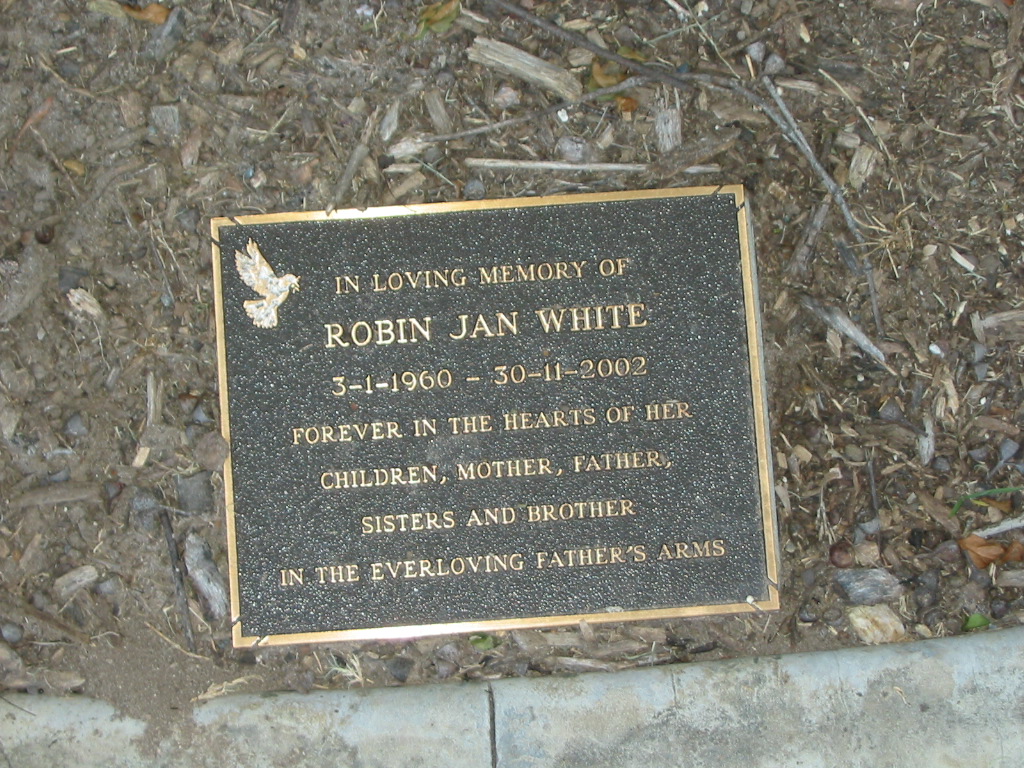 IN LOVING MEMORY OF
ROBIN JAN WHITE
3-1-1960 - 30-11-2002
FOREVER IN THE HEARTS OF HER
CHILDREN, MOTHER, FATHER,
SISTERS AND BROTHER
IN THE EVERLOVING FATHER'S ARMS